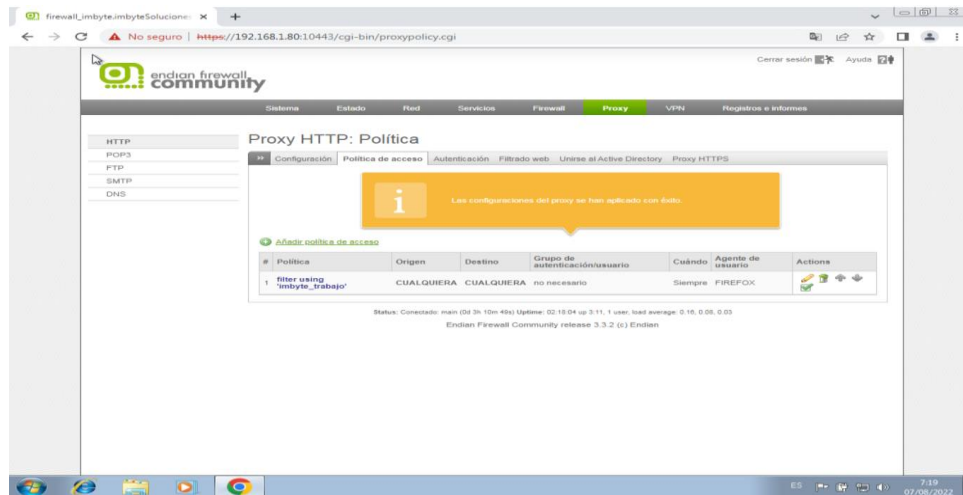 firewall_imbyte.imbyteSolucione
No seguro | https://192.168.1.80:10443/cgi-bin/proxypolicy.cgi
Cerrar sesión Ayuda
endian firewall
community
Sistema Estado Red Servicios Firewall Proxy VPN Registros e informes
HTTP
POP3
FTP
SMTP
DNS
Proxy HTTP: Política
>> Configuración Política de acceso Autenticación Filtrado web Unirse al Active Directory Proxy HTTPS
i Las configuraciones del proxy se han aplicado con éxito.
Añadir política de acceso
# Política Origen Destino Grupo de autenticación/usuario Cuándo Agente de usuario Actions
1 filter using 'imbyte_trabajo' CUALQUIERA CUALQUIERA no necesario Siempre FIREFOX
Status: Conectado: main (0d 3h 10m 49s) Uptime: 02:18:04 up 3:11, 1 user, load average: 0.16, 0.06, 0.03
Endian Firewall Community release 3.3.2 (c) Endian
ES 7:19
07/08/2022